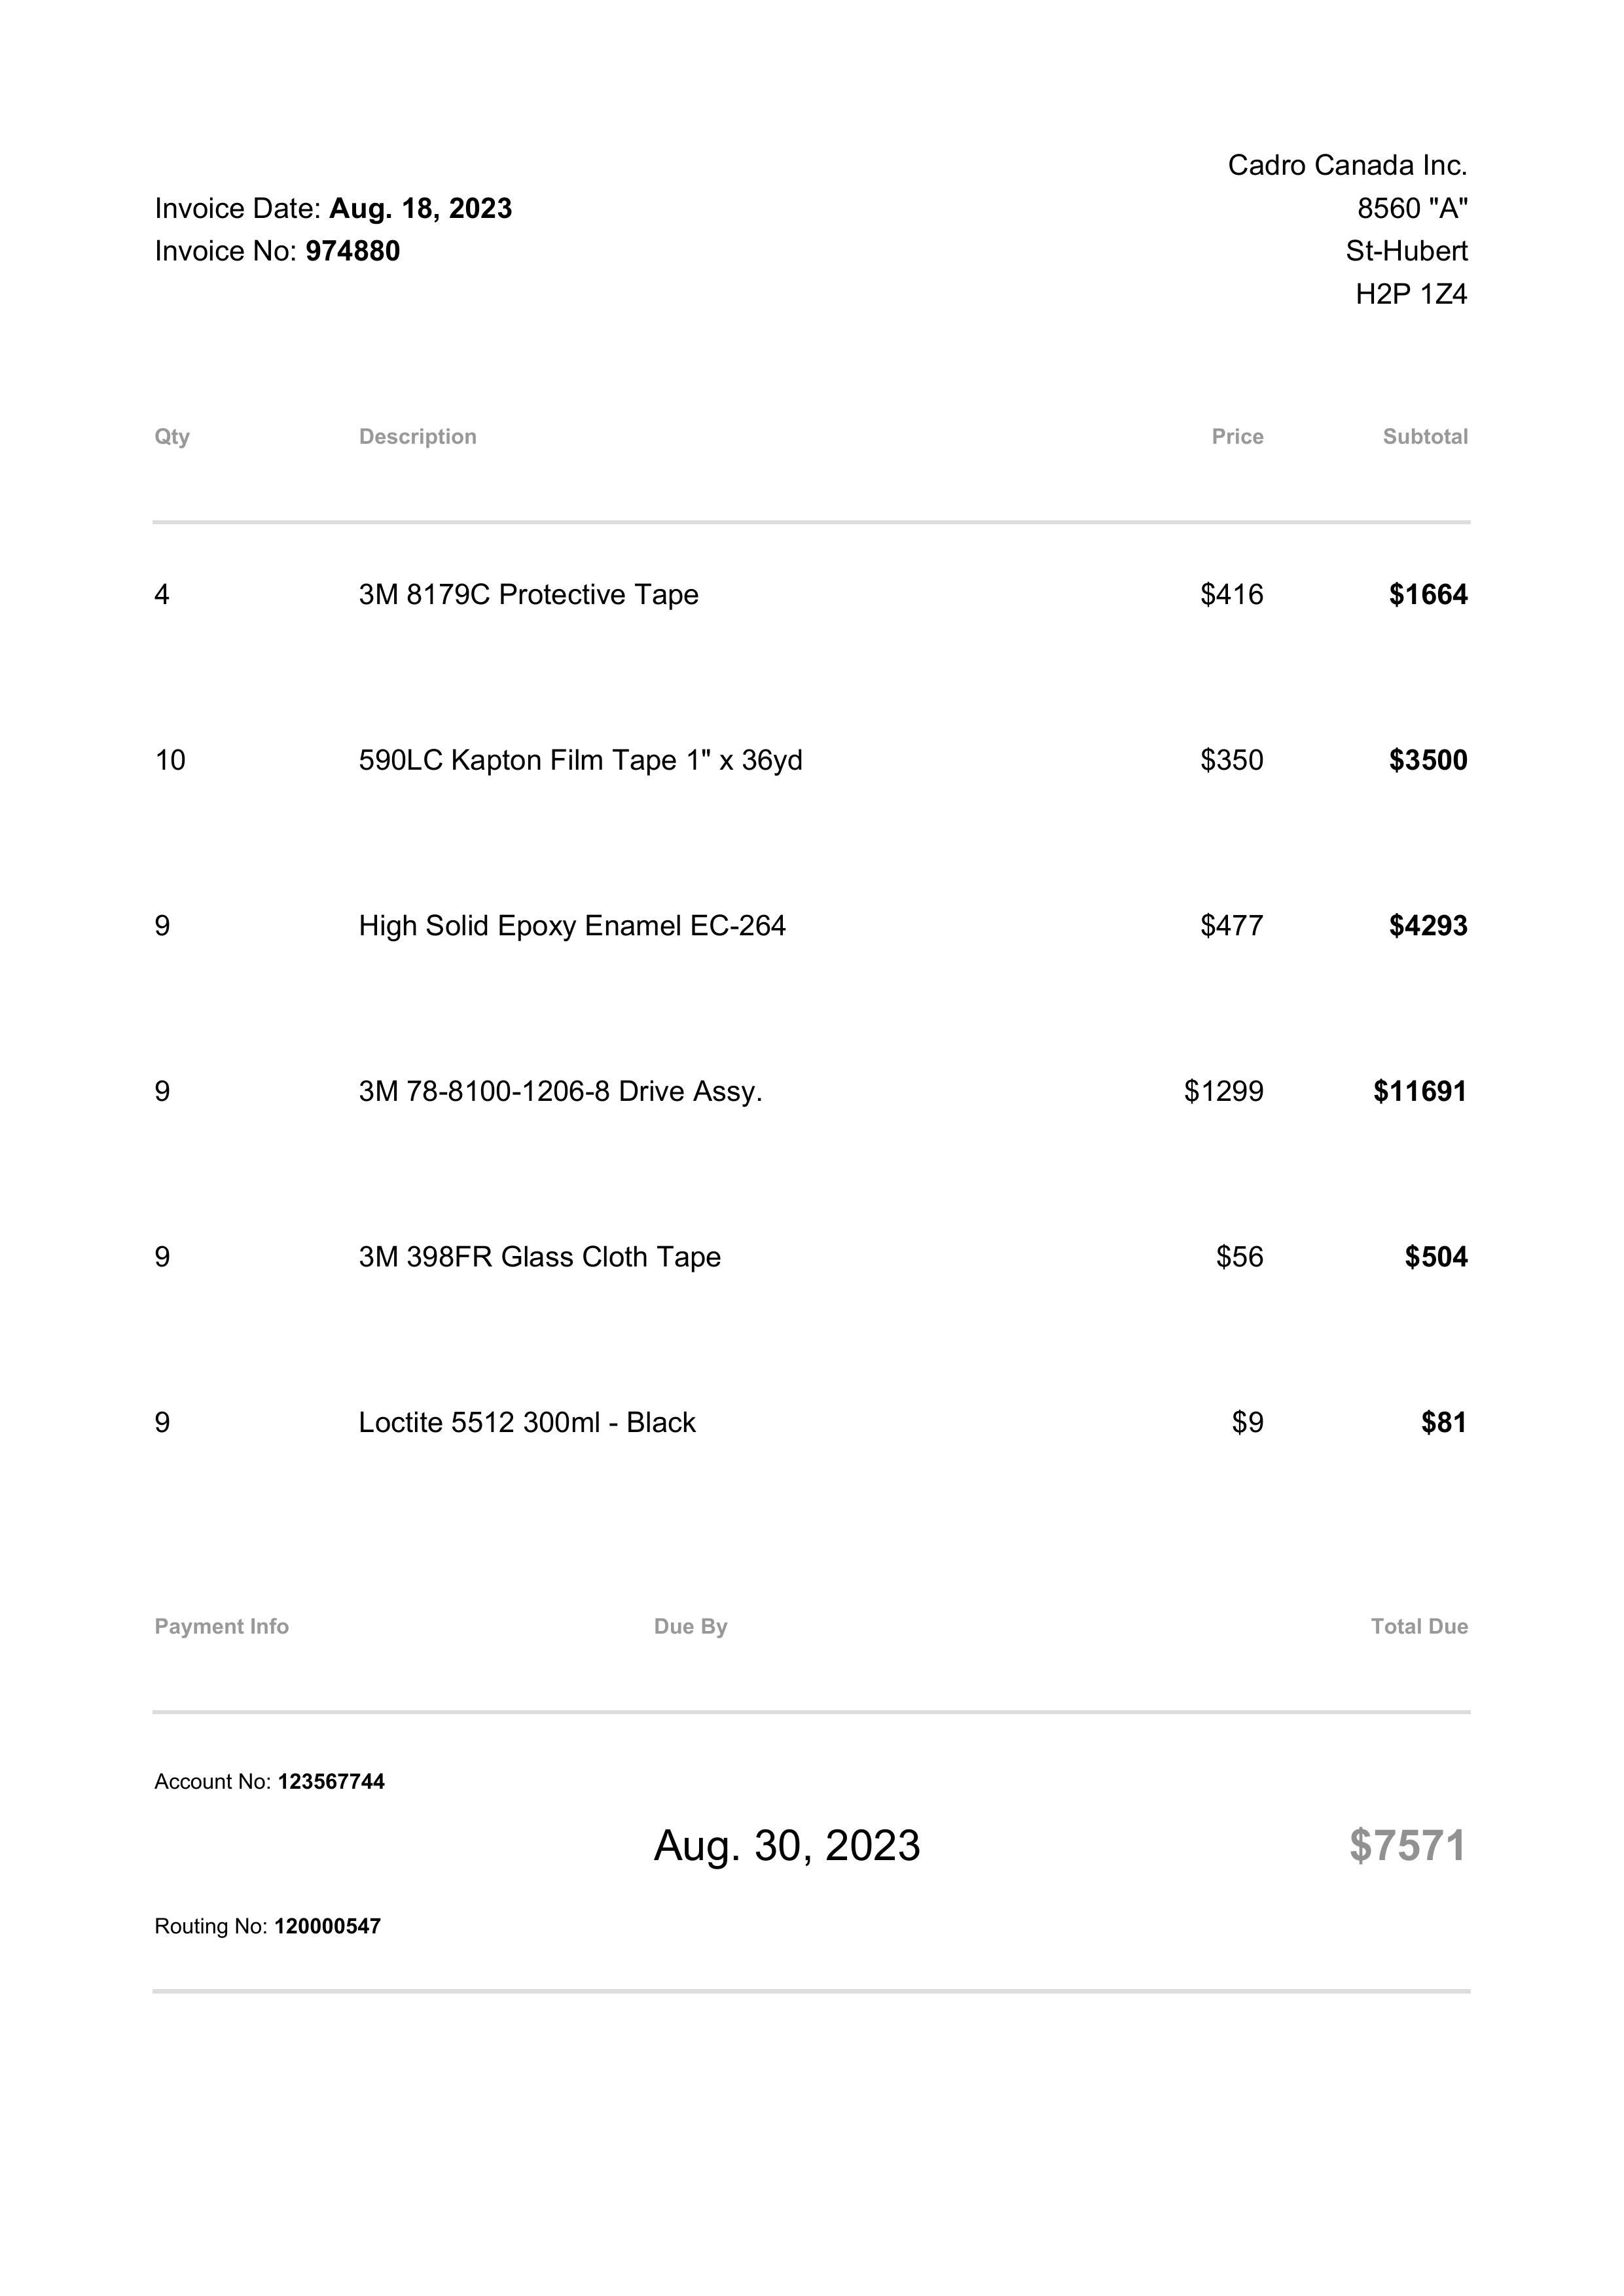 Cadro Canada Inc.
Invoice Date: Aug. 18, 2023 8560 "A"
Invoice No: 974880 St-Hubert
H2P 1Z4
Qty Description Price Subtotal
4 3M 8179C Protective Tape $416 $1664
10 590LC Kapton Film Tape 1" x 36yd $350 $3500
9 High Solid Epoxy Enamel EC-264 $477 $4293
9 3M 78-8100-1206-8 Drive Assy. $1299 $11691
9 3M 398FR Glass Cloth Tape $56 $504
9 Loctite 5512 300ml - Black $9 $81
Payment Info Due By Total Due
Account No: 123567744
Aug. 30, 2023 $7571
Routing No: 120000547